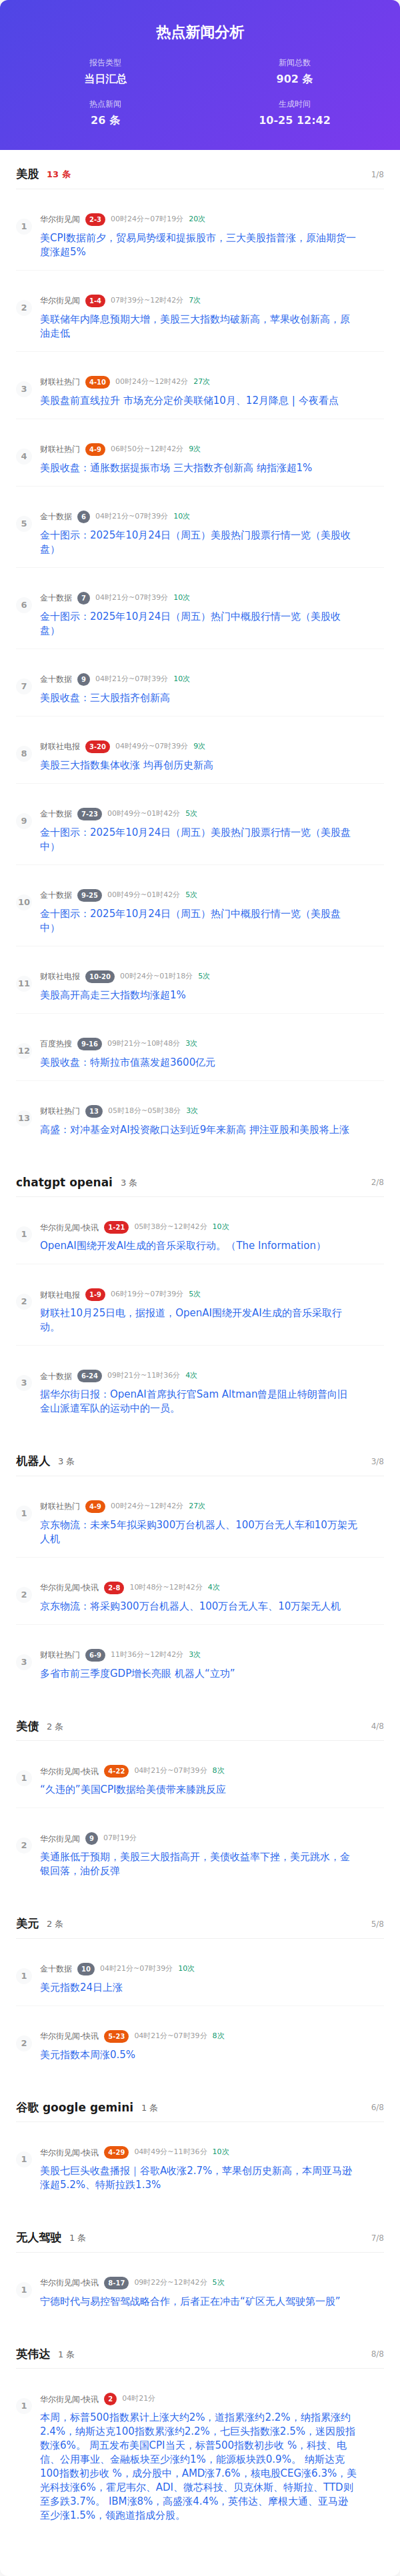 热点新闻分析
报告类型
新闻总数
当日汇总
902 条
热点新闻
生成时间
26 条
10-25 12:42
美股 13 条 1/8
1
华尔街见闻 2-3 00时24分~07时19分 20次
美CPI数据前夕，贸易局势缓和提振股市，三大美股指普涨，原油期货一
度涨超5%
2
华尔街见闻 1-4 07时39分~12时42分 7次
美联储年内降息预期大增，美股三大指数均破新高，苹果收创新高，原
油走低
3
财联社热门 4-10 00时24分~12时42分 27次
美股盘前直线拉升 市场充分定价美联储10月、12月降息 | 今夜看点
4
财联社热门 4-9 06时50分~12时42分 9次
美股收盘：通胀数据提振市场 三大指数齐创新高 纳指涨超1%
5
金十数据 6 04时21分~07时39分 10次
金十图示：2025年10月24日（周五）美股热门股票行情一览（美股收
盘）
6
金十数据 7 04时21分~07时39分 10次
金十图示：2025年10月24日（周五）热门中概股行情一览（美股收
盘）
7
金十数据 9 04时21分~07时39分 10次
美股收盘：三大股指齐创新高
8
财联社电报 3-20 04时49分~07时39分 9次
美股三大指数集体收涨 均再创历史新高
9
金十数据 7-23 00时49分~01时42分 5次
金十图示：2025年10月24日（周五）美股热门股票行情一览（美股盘
中）
10
金十数据 9-25 00时49分~01时42分 5次
金十图示：2025年10月24日（周五）热门中概股行情一览（美股盘
中）
11
财联社电报 10-20 00时24分~01时18分 5次
美股高开高走三大指数均涨超1%
12
百度热搜 9-16 09时21分~10时48分 3次
美股收盘：特斯拉市值蒸发超3600亿元
13
财联社热门 13 05时18分~05时38分 3次
高盛：对冲基金对AI投资敞口达到近9年来新高 押注亚股和美股将上涨
chatgpt openai 3 条 2/8
1
华尔街见闻-快讯 1-21 05时38分~12时42分 10次
OpenAI围绕开发AI生成的音乐采取行动。（The Information）
2
财联社电报 1-9 06时19分~07时39分 5次
财联社10月25日电，据报道，OpenAI围绕开发AI生成的音乐采取行
动。
3
金十数据 6-24 09时21分~11时36分 4次
据华尔街日报：OpenAI首席执行官Sam Altman曾是阻止特朗普向旧
金山派遣军队的运动中的一员。
机器人 3 条 3/8
1
财联社热门 4-9 00时24分~12时42分 27次
京东物流：未来5年拟采购300万台机器人、100万台无人车和10万架无
人机
2
华尔街见闻-快讯 2-8 10时48分~12时42分 4次
京东物流：将采购300万台机器人、100万台无人车、10万架无人机
3
财联社热门 6-9 11时36分~12时42分 3次
多省市前三季度GDP增长亮眼 机器人“立功”
美债 2 条 4/8
1
华尔街见闻-快讯 4-22 04时21分~07时39分 8次
“久违的”美国CPI数据给美债带来膝跳反应
2
华尔街见闻 9 07时19分
美通胀低于预期，美股三大股指高开，美债收益率下挫，美元跳水，金
银回落，油价反弹
美元 2 条 5/8
1
金十数据 10 04时21分~07时39分 10次
美元指数24日上涨
2
华尔街见闻-快讯 5-23 04时21分~07时39分 8次
美元指数本周涨0.5%
谷歌 google gemini 1 条 6/8
1
华尔街见闻-快讯 4-29 04时49分~11时36分 10次
美股七巨头收盘播报｜谷歌A收涨2.7%，苹果创历史新高，本周亚马逊
涨超5.2%、特斯拉跌1.3%
无人驾驶 1 条 7/8
1
华尔街见闻-快讯 8-17 09时22分~12时42分 5次
宁德时代与易控智驾战略合作，后者正在冲击“矿区无人驾驶第一股”
英伟达 1 条 8/8
1
华尔街见闻-快讯 2 04时21分
本周，标普500指数累计上涨大约2%，道指累涨约2.2%，纳指累涨约
2.4%，纳斯达克100指数累涨约2.2%，七巨头指数涨2.5%，迷因股指
数涨6%。 周五发布美国CPI当天，标普500指数初步收 %，科技、电
信、公用事业、金融板块至少涨约1%，能源板块跌0.9%。 纳斯达克
100指数初步收 %，成分股中，AMD涨7.6%，核电股CEG涨6.3%，美
光科技涨6%，霍尼韦尔、ADI、微芯科技、贝克休斯、特斯拉、TTD则
至多跌3.7%。 IBM涨8%，高盛涨4.4%，英伟达、摩根大通、亚马逊
至少涨1.5%，领跑道指成分股。